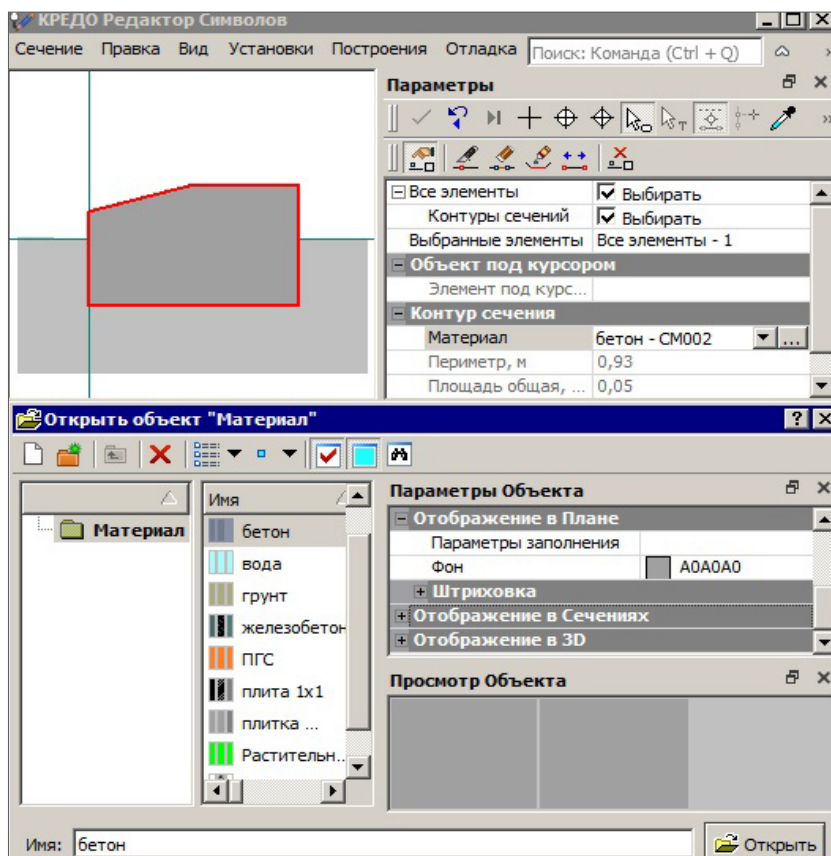 КРЕДО Редактор Символов
Сечение Правка Вид Установки Построения Отладка Поиск: Команда (Ctrl + Q)
Параметры
Все элементы Выбирать
Контуры сечений Выбирать
Выбранные элементы Все элементы - 1
Объект под курсором
Элемент под курс...
Контур сечения
Материал бетон - СМ002
Периметр, м 0,93
Площадь общая, ... 0,05
Открыть объект "Материал"
Материал
Имя
бетон
вода
грунт
железобетон
ПГС
плита 1x1
плитка ...
Растительн...
Параметры Объекта
Отображение в Плане
Параметры заполнения
Фон A0A0A0
Штриховка
Отображение в Сечениях
Отображение в 3D
Просмотр Объекта
Имя: бетон Открыть